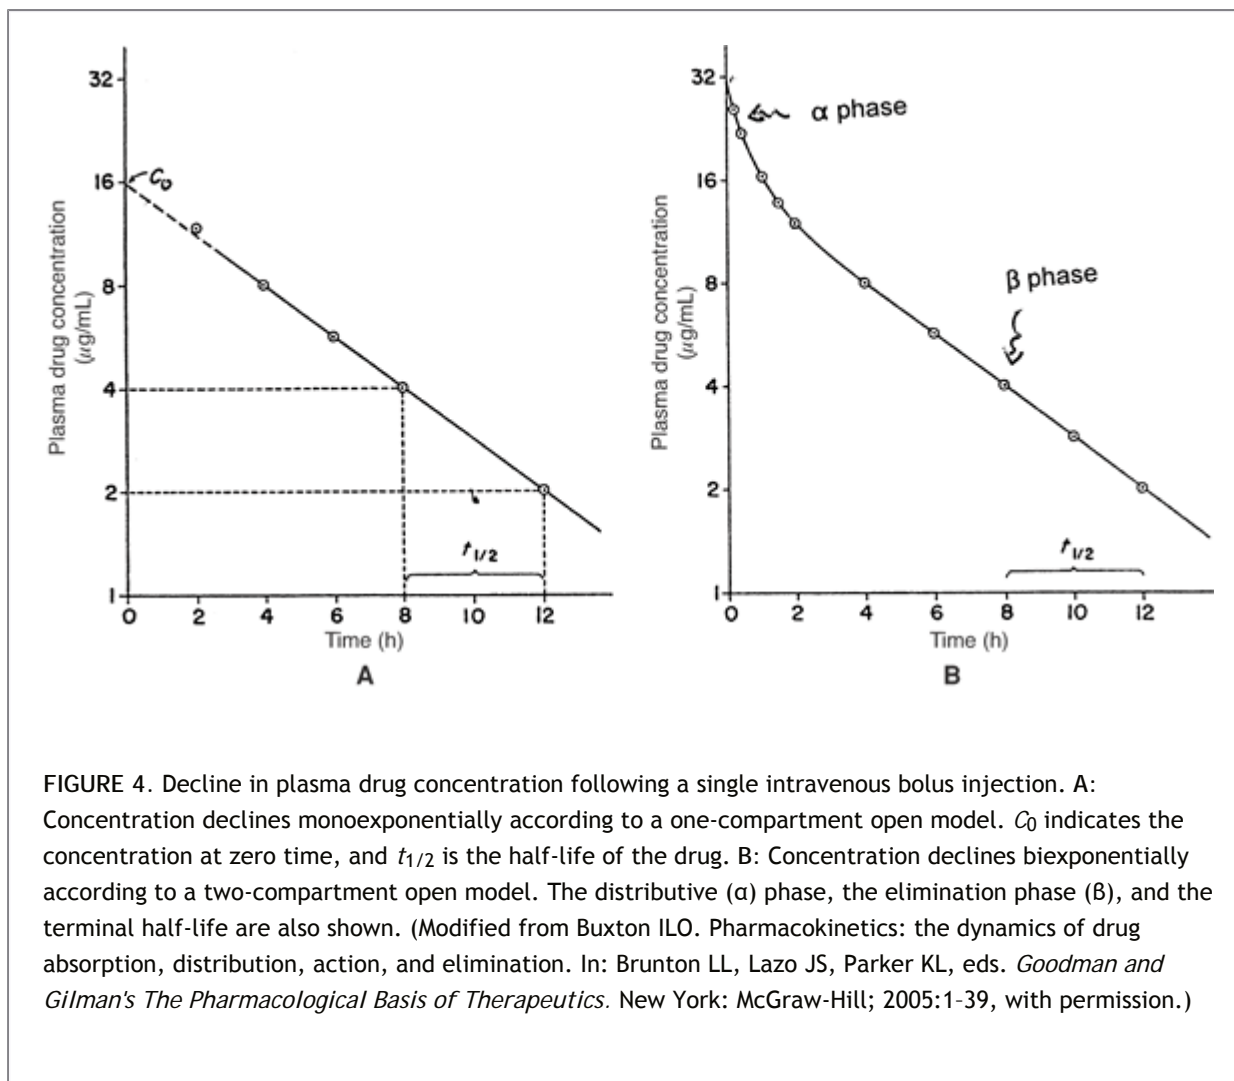 32
16
8
4
2
1
C0
Plasma drug concentration
(μg/mL)
t1/2
0 2 4 6 8 10 12
Time (h)
A
32
16
8
4
2
1
α phase
β phase
Plasma drug concentration
(μg/mL)
t1/2
0 2 4 6 8 10 12
Time (h)
B
FIGURE 4. Decline in plasma drug concentration following a single intravenous bolus injection. A:
Concentration declines monoexponentially according to a one-compartment open model. C0 indicates the
concentration at zero time, and t1/2 is the half-life of the drug. B: Concentration declines biexponentially
according to a two-compartment open model. The distributive (α) phase, the elimination phase (β), and the
terminal half-life are also shown. (Modified from Buxton ILO. Pharmacokinetics: the dynamics of drug
absorption, distribution, action, and elimination. In: Brunton LL, Lazo JS, Parker KL, eds. Goodman and
Gilman's The Pharmacological Basis of Therapeutics. New York: McGraw-Hill; 2005:1–39, with permission.)